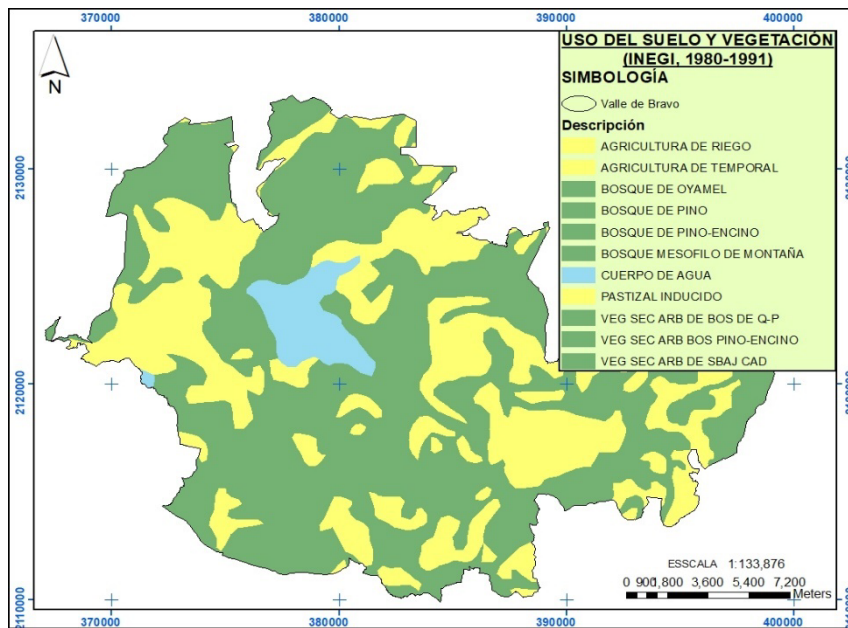 370000 380000 390000 400000
USO DEL SUELO Y VEGETACIÓN
(INEGI, 1980-1991)
SIMBOLOGÍA
Valle de Bravo
Descripción
AGRICULTURA DE RIEGO
AGRICULTURA DE TEMPORAL
BOSQUE DE OYAMEL
BOSQUE DE PINO
BOSQUE DE PINO-ENCINO
BOSQUE MESOFILO DE MONTAÑA
CUERPO DE AGUA
PASTIZAL INDUCIDO
VEG SEC ARB DE BOS DE Q-P
VEG SEC ARB BOS PINO-ENCINO
VEG SEC ARB DE SBAJ CAD
N
2130000
2120000
2110000
ESSCALA 1:133,876
0 9001,800 3,600 5,400 7,200
Meters
370000 380000 390000 400000